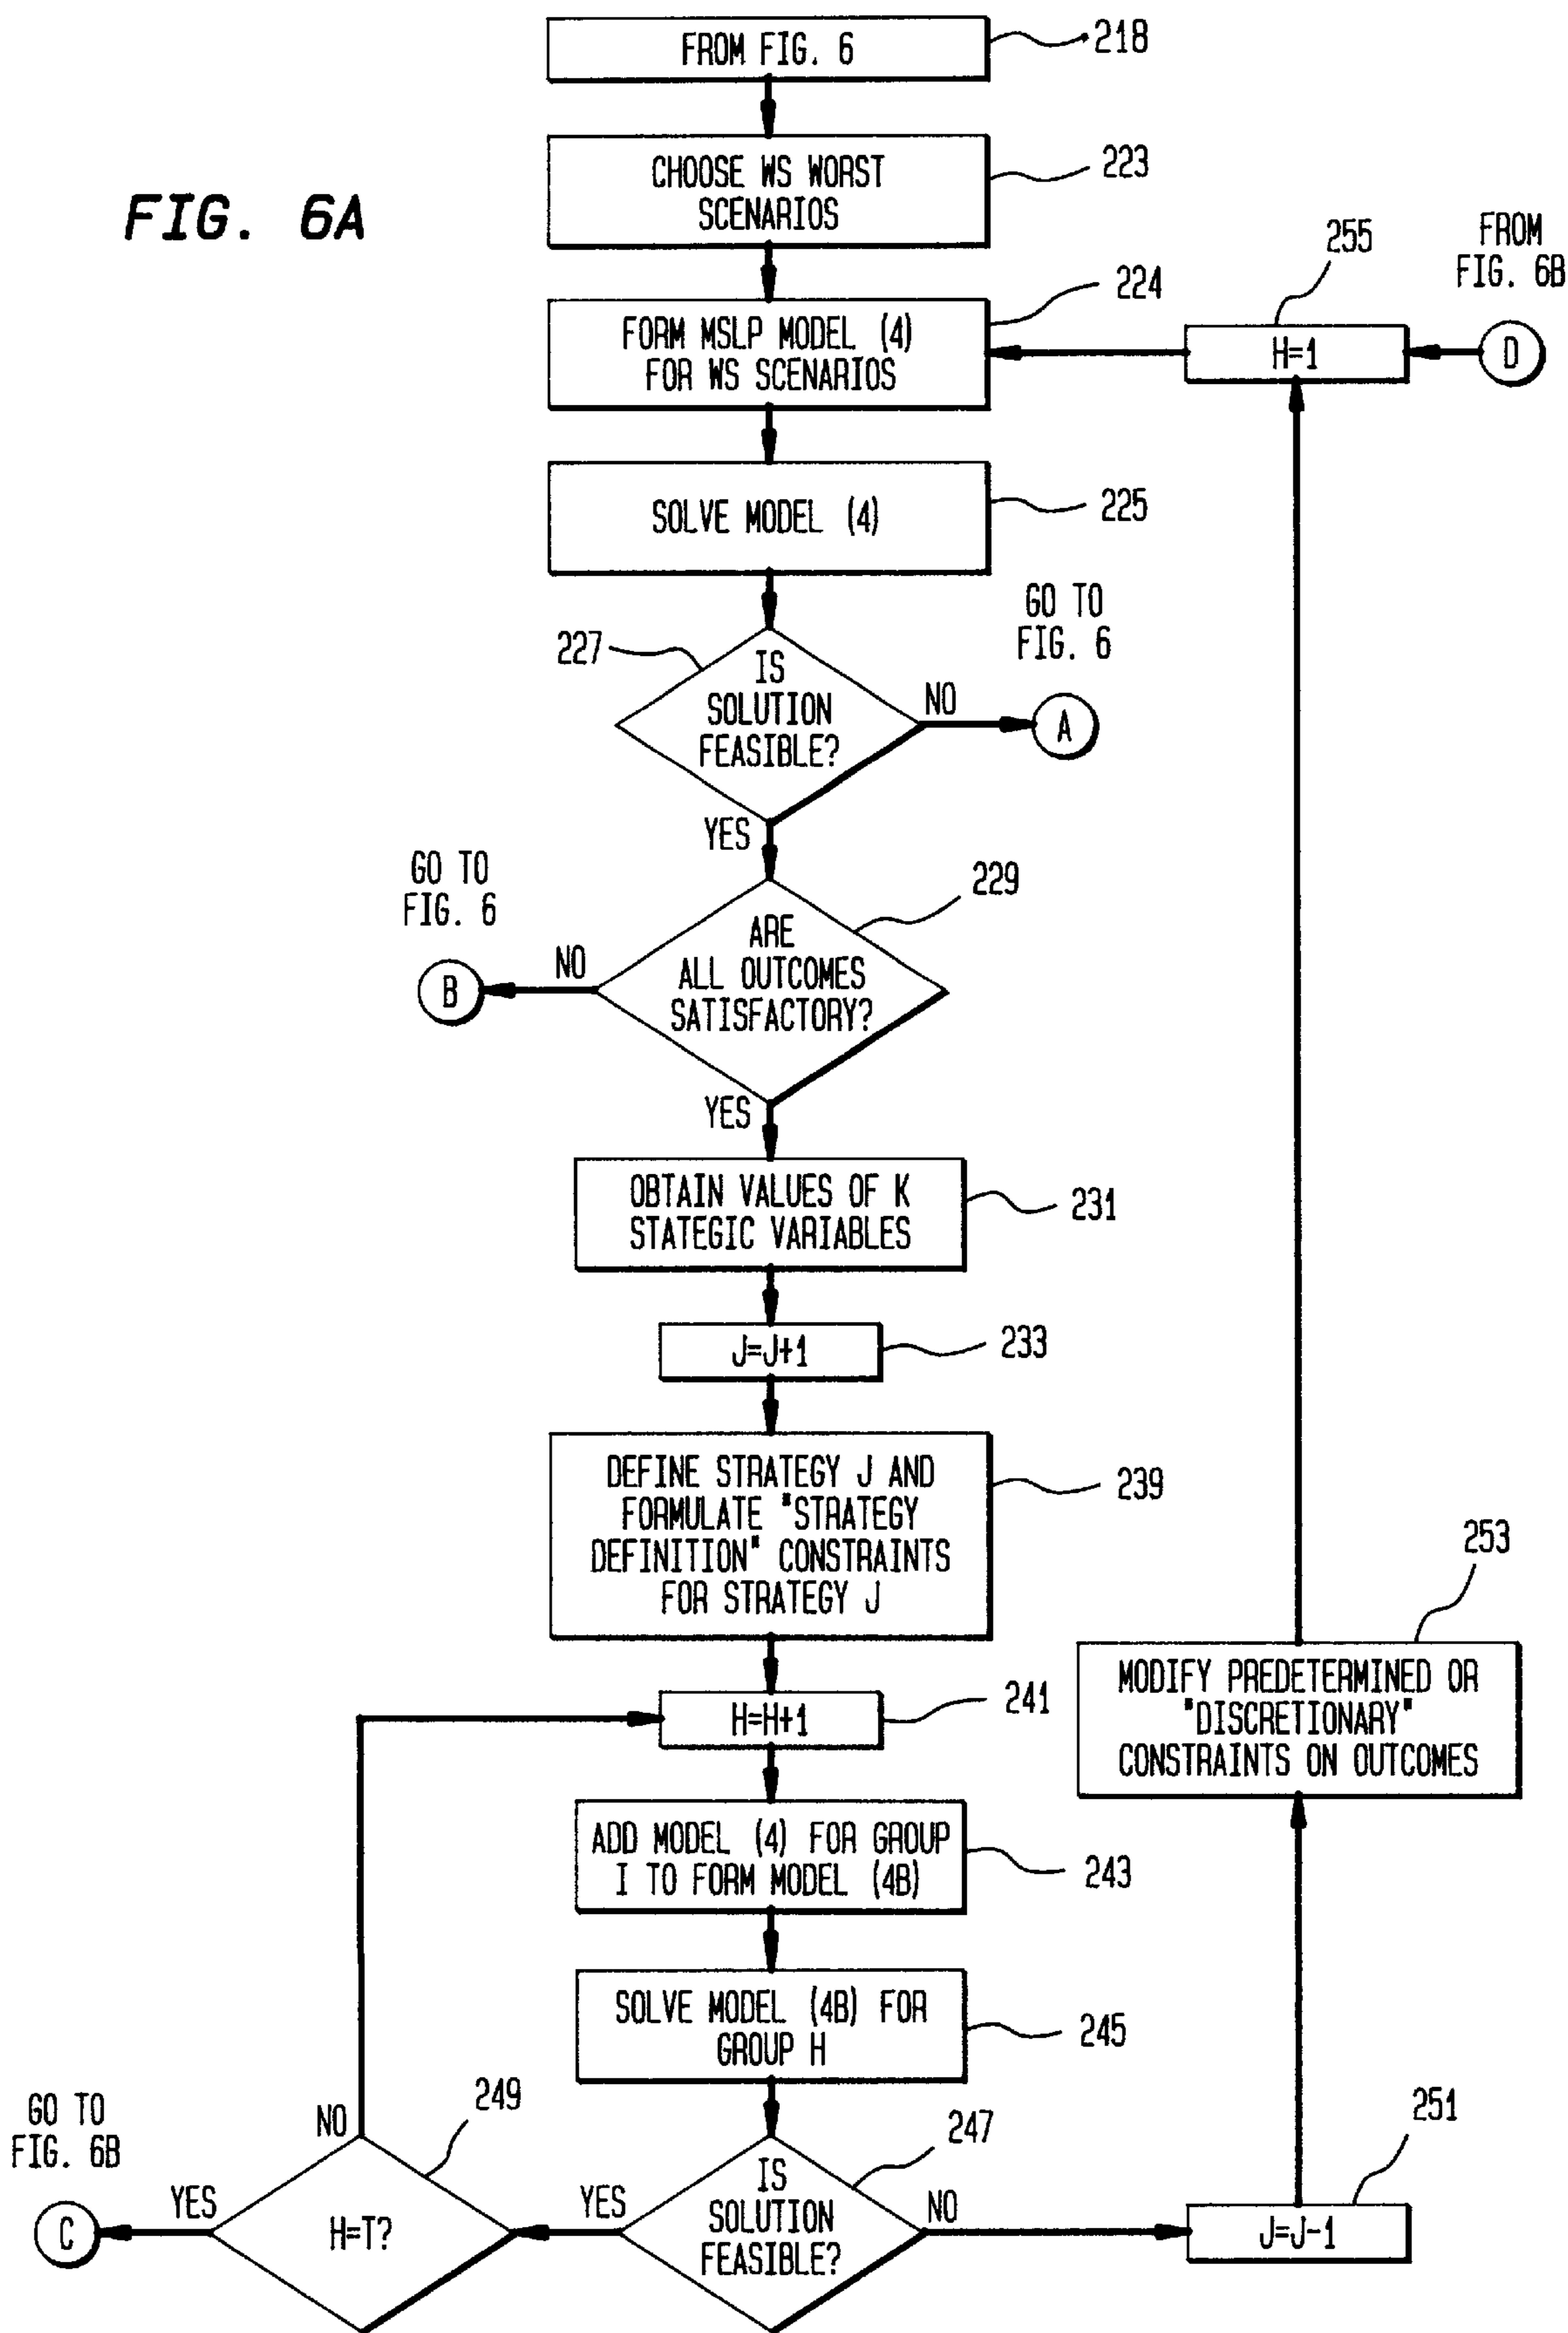 FROM FIG. 6
218
FIG. 6A
CHOOSE WS WORST
SCENARIOS
223
FORM MSLP MODEL (4)
FOR WS SCENARIOS
224
255
H=1
FROM
FIG. 6B
D
SOLVE MODEL (4)
225
227
IS
SOLUTION
FEASIBLE?
NO
GO TO
FIG. 6
A
YES
GO TO
FIG. 6
B
NO
ARE
ALL OUTCOMES
SATISFACTORY?
229
YES
OBTAIN VALUES OF K
STATEGIC VARIABLES
231
J=J+1
233
DEFINE STRATEGY J AND
FORMULATE "STRATEGY
DEFINITION" CONSTRAINTS
FOR STRATEGY J
239
253
MODIFY PREDETERMINED OR
"DISCRETIONARY"
CONSTRAINTS ON OUTCOMES
H=H+1
241
ADD MODEL (4) FOR GROUP
I TO FORM MODEL (4B)
243
SOLVE MODEL (4B) FOR
GROUP H
245
GO TO
FIG. 6B
C
YES
NO
249
H=T?
YES
IS
SOLUTION
FEASIBLE?
247
NO
251
J=J-1